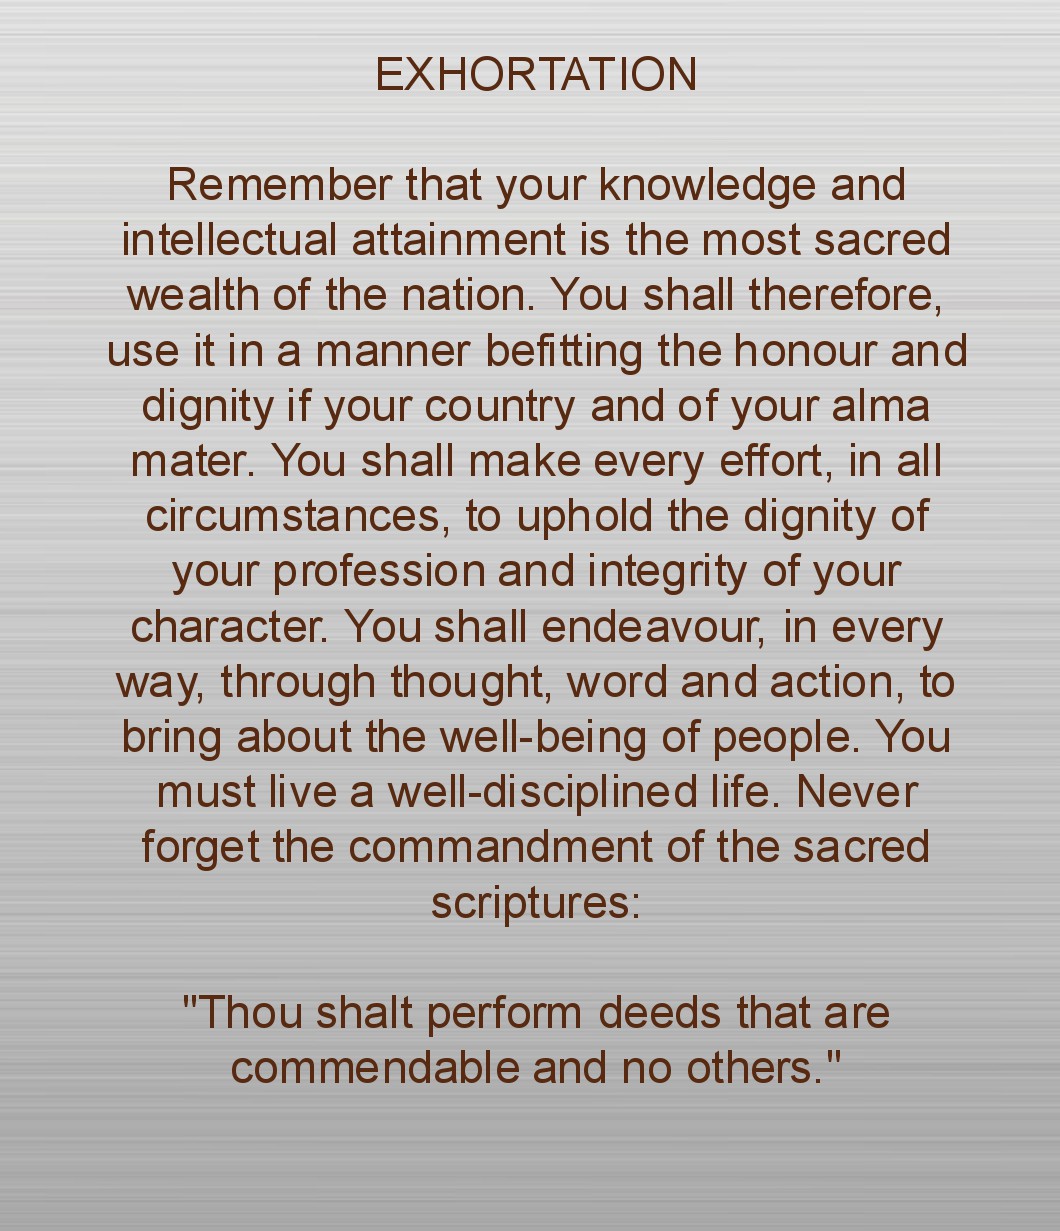 EXHORTATION
Remember that your knowledge and
intellectual attainment is the most sacred
wealth of the nation. You shall therefore,
use it in a manner befitting the honour and
dignity if your country and of your alma
mater. You shall make every effort, in all
circumstances, to uphold the dignity of
your profession and integrity of your
character. You shall endeavour, in every
way, through thought, word and action, to
bring about the well-being of people. You
must live a well-disciplined life. Never
forget the commandment of the sacred
scriptures:
"Thou shalt perform deeds that are
commendable and no others."